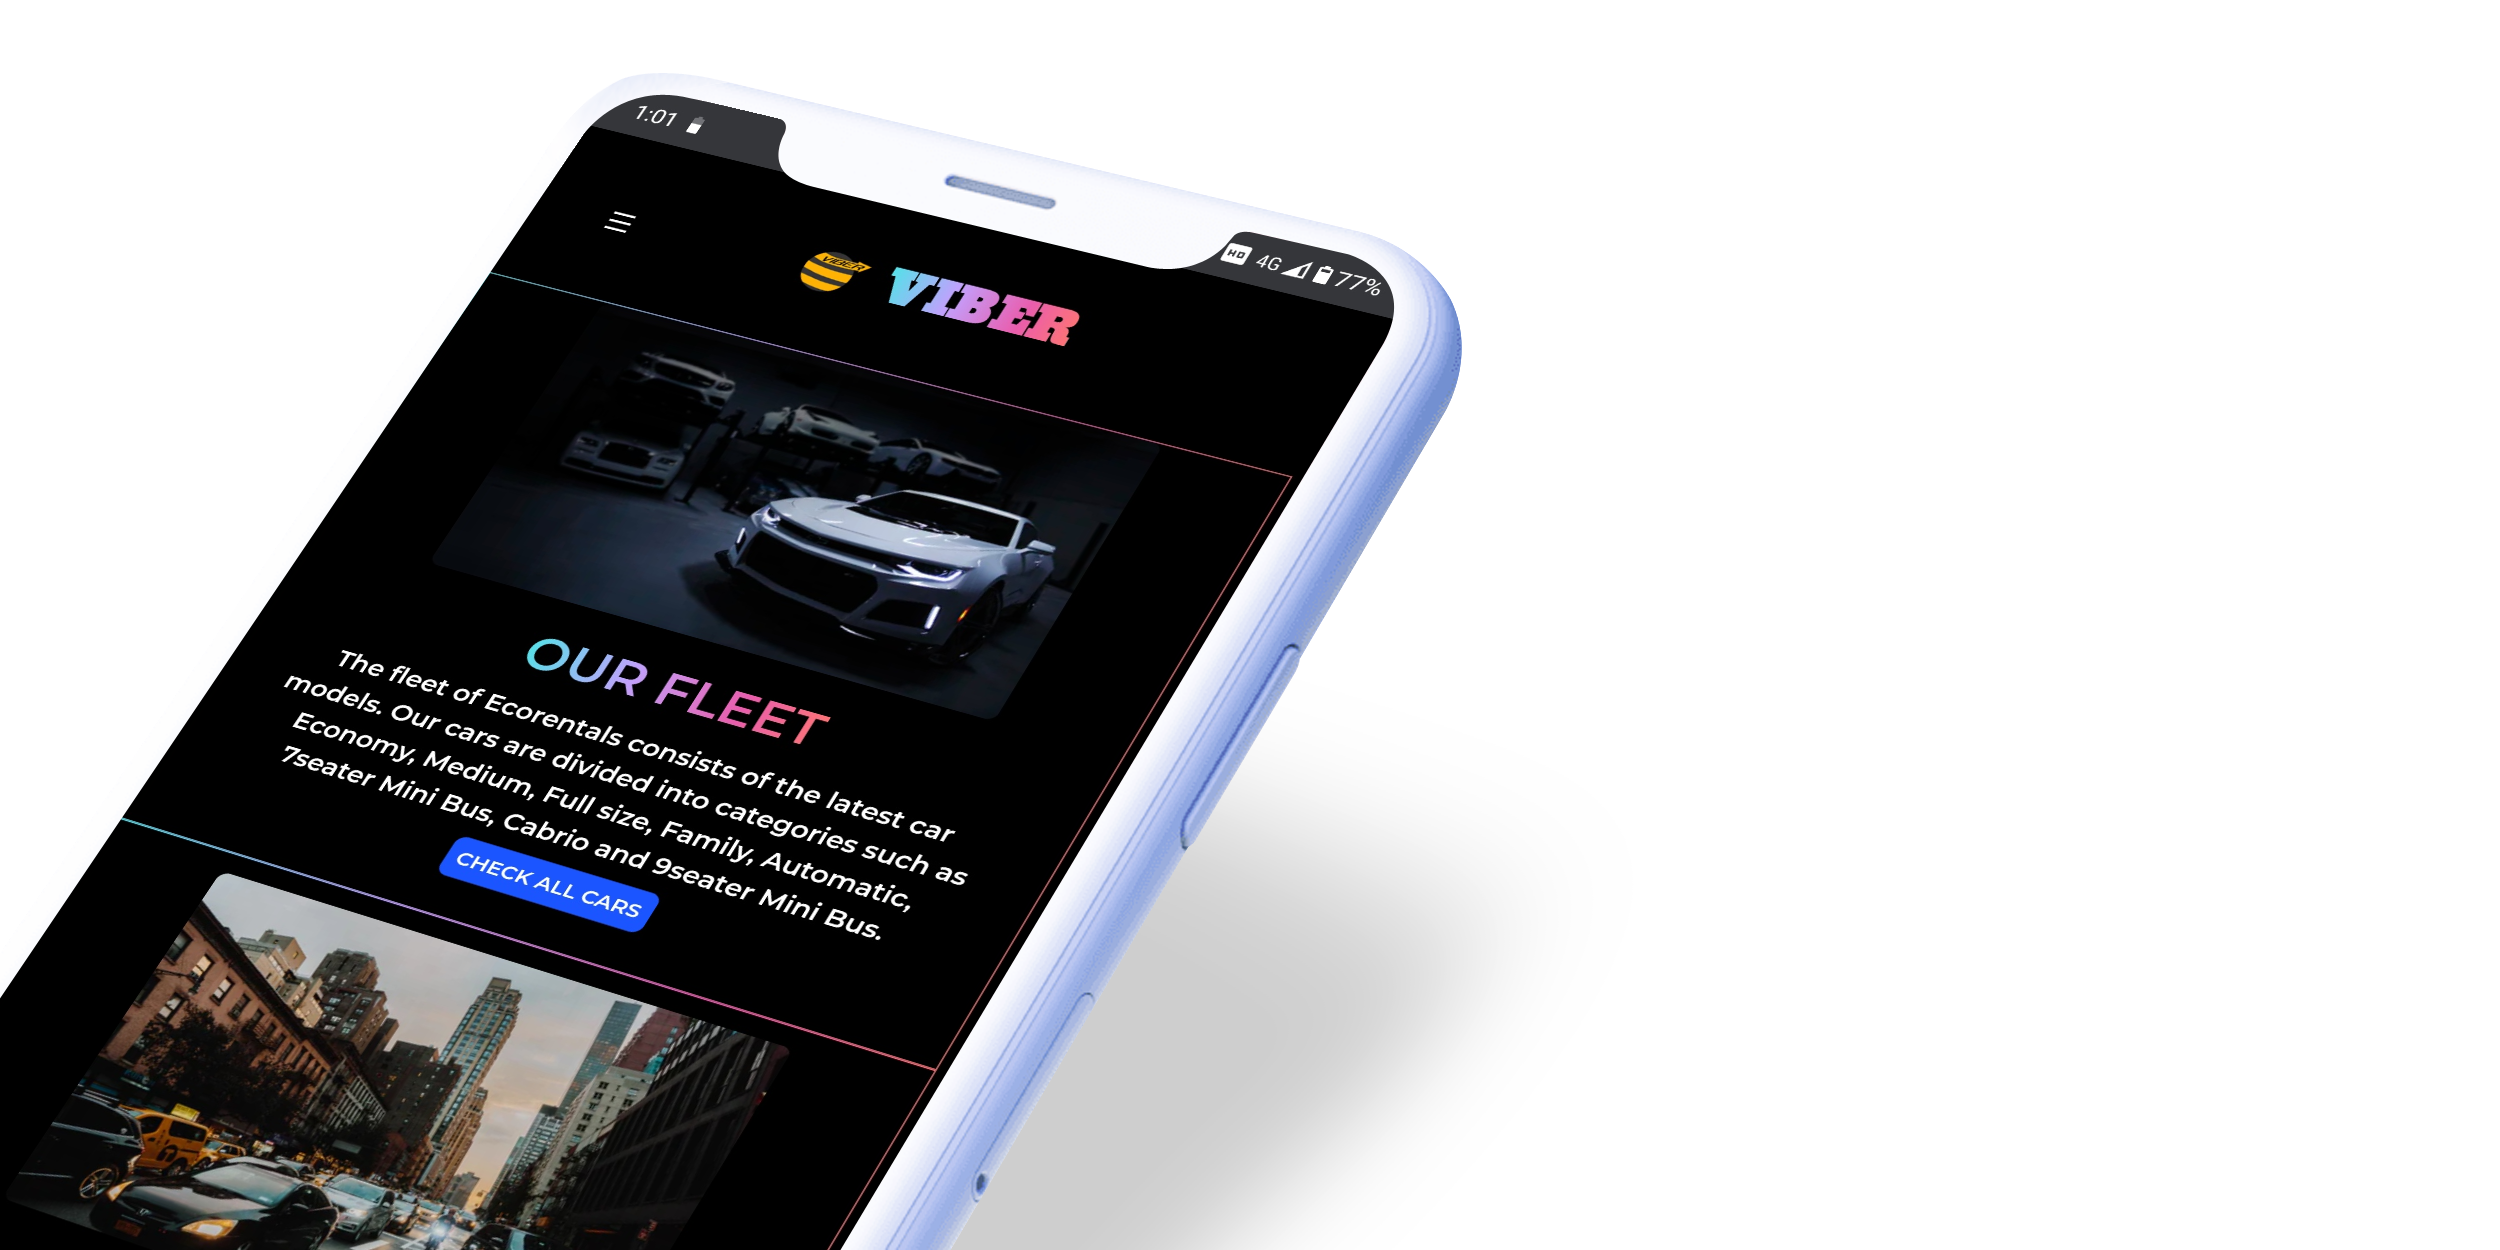 1:01
HD 4G 77%
VIBER
VIBER
OUR FLEET
The fleet of Ecorentals consists of the latest car
models. Our cars are divided into categories such as
Economy, Medium, Full size, Family, Automatic,
7seater Mini Bus, Cabrio and 9seater Mini Bus.
CHECK ALL CARS